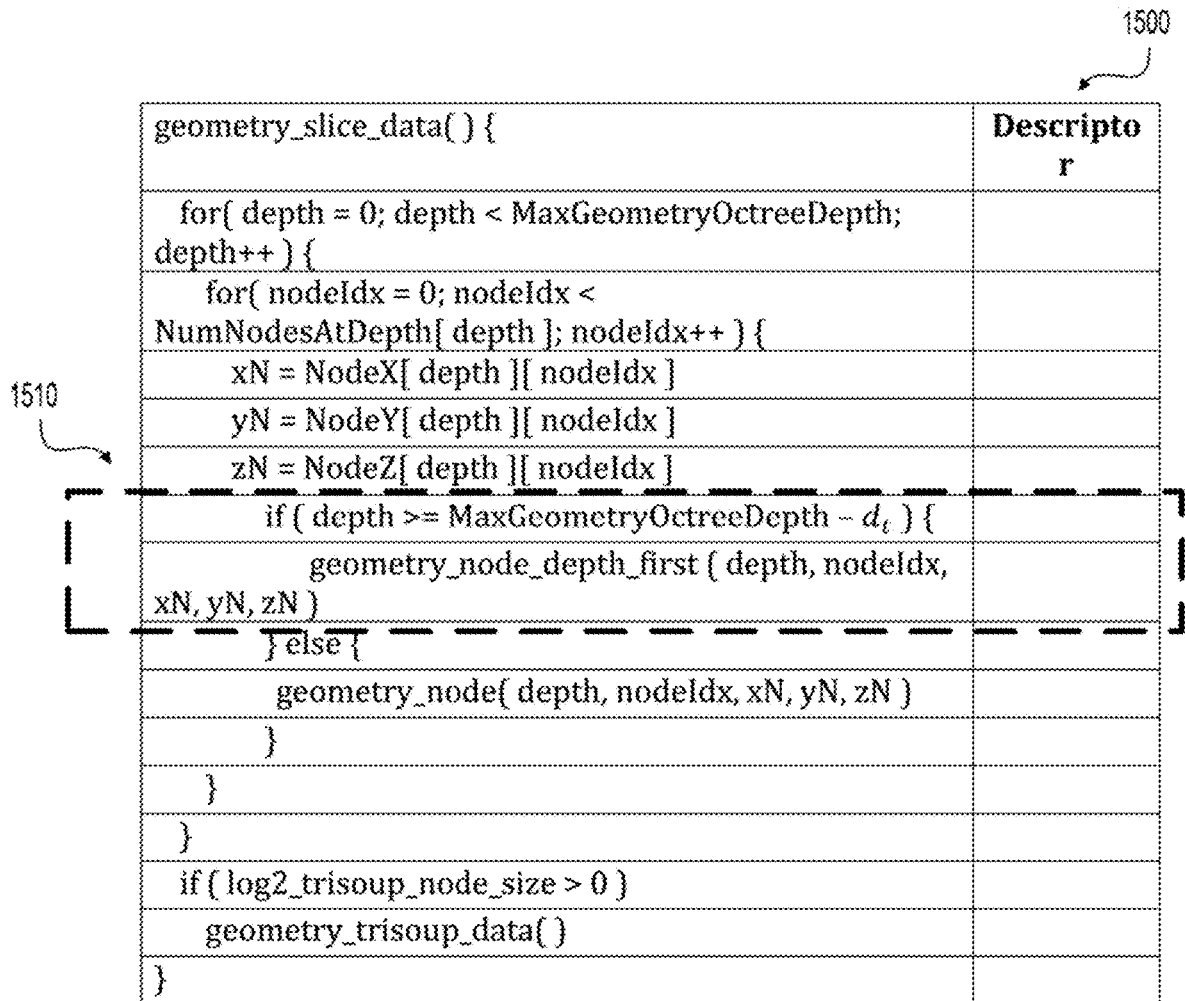 1500
geometry_slice_data( ) {
Descripto
r
for( depth = 0; depth < MaxGeometryOctreeDepth;
depth++ ) {
for( nodeIdx = 0; nodeIdx <
NumNodesAtDepth[ depth ]; nodeIdx++ ) {
xN = NodeX[ depth ][ nodeIdx ]
1510
yN = NodeY[ depth ][ nodeIdx ]
zN = NodeZ[ depth ][ nodeIdx ]
if ( depth >= MaxGeometryOctreeDepth – dₜ ) {
geometry_node_depth_first ( depth, nodeIdx,
xN, yN, zN )
} else {
geometry_node( depth, nodeIdx, xN, yN, zN )
}
}
}
if ( log2_trisoup_node_size > 0 )
geometry_trisoup_data( )
}